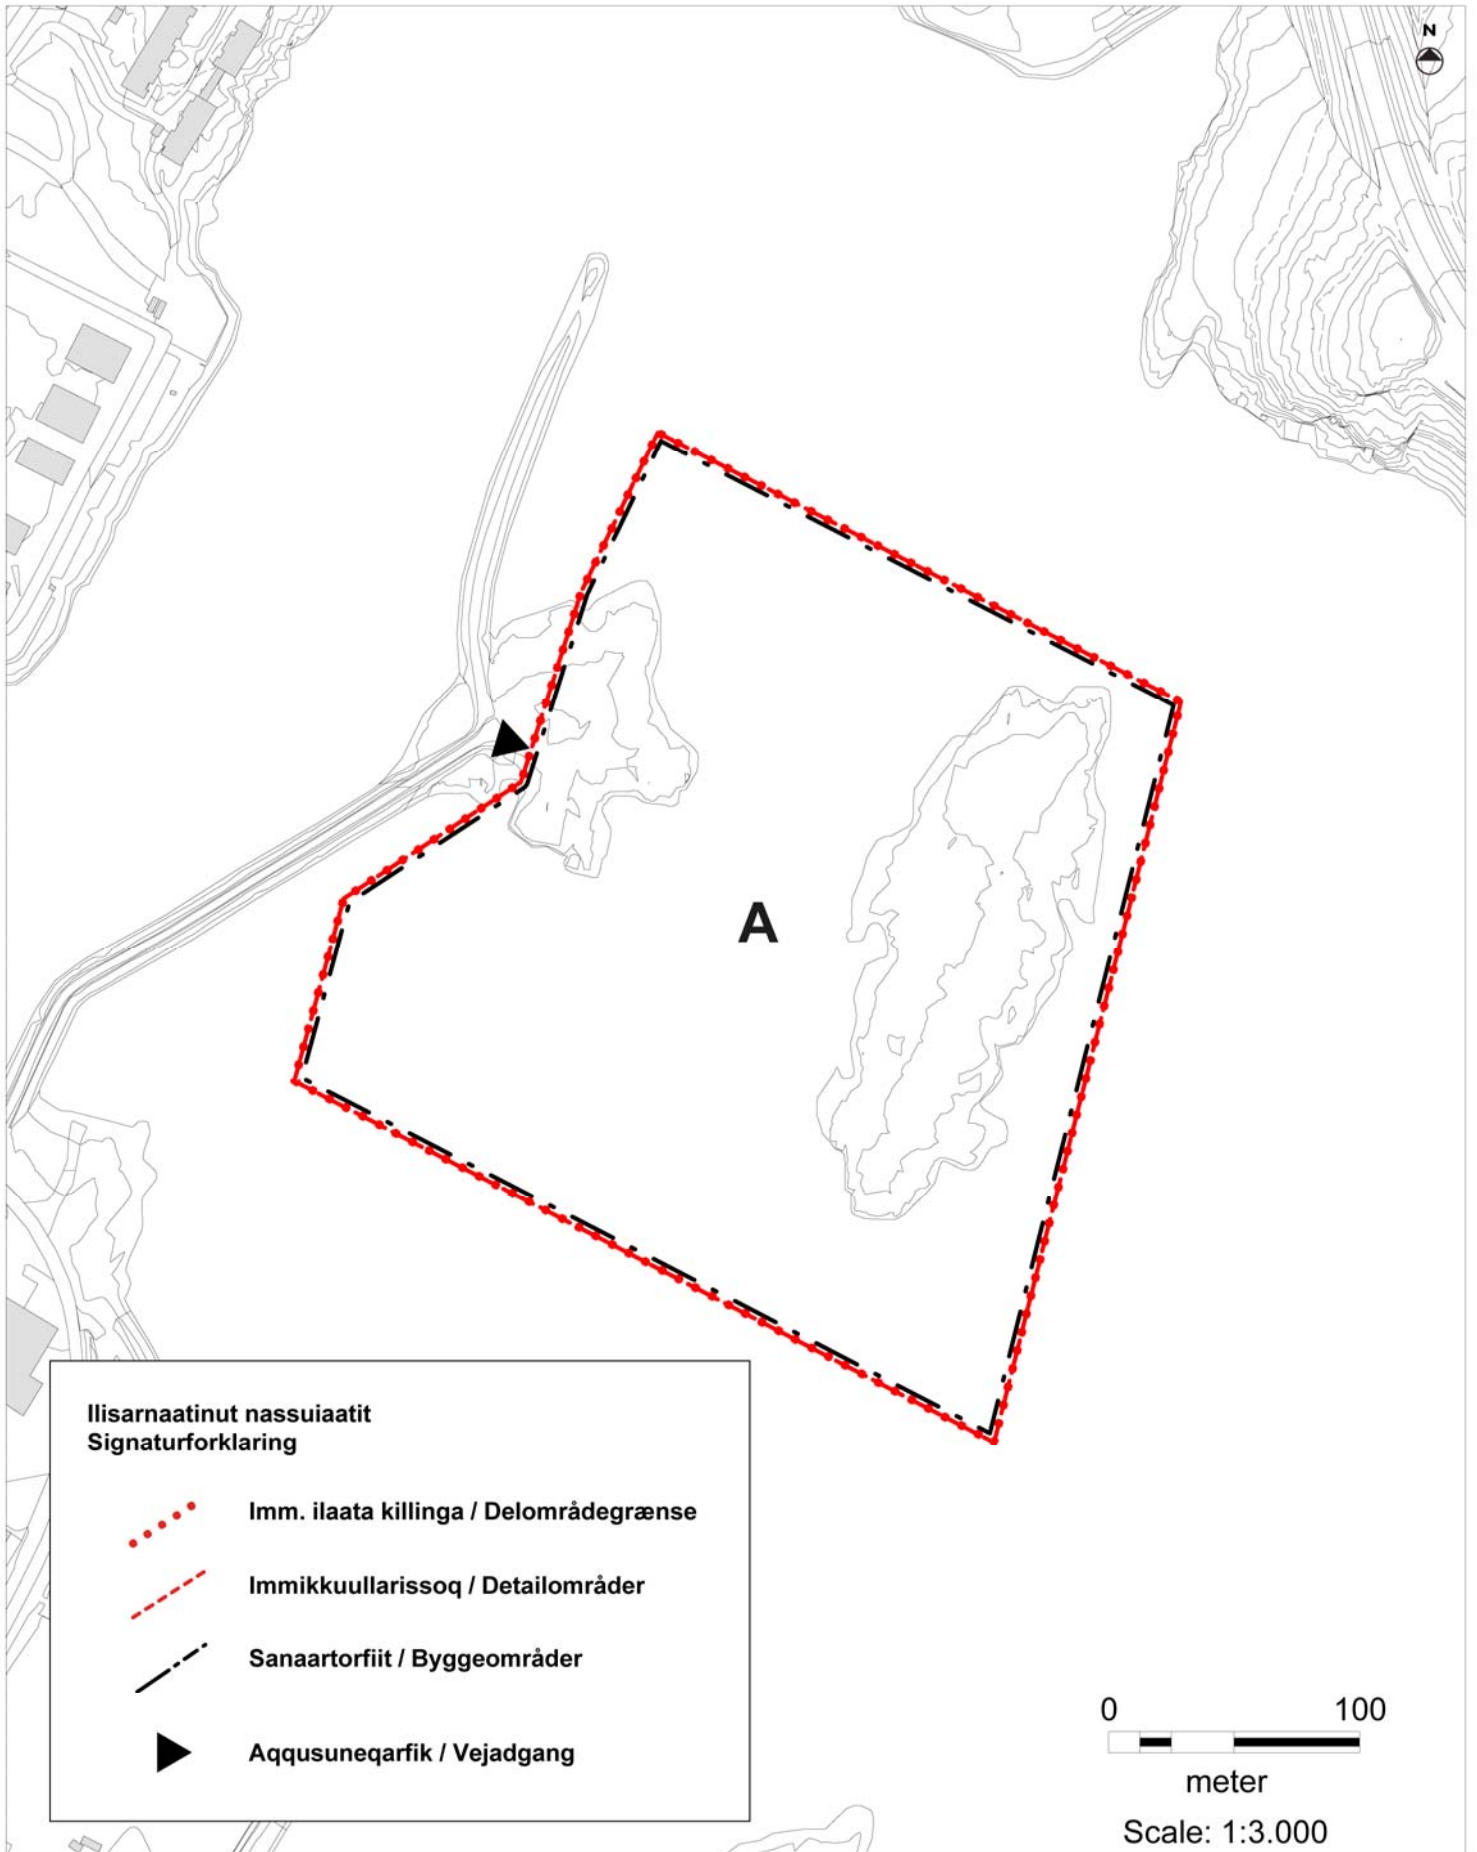 N
A
Ilisarnaatinut nassuiaatit
Signaturforklaring
Imm. ilaata killinga / Delområdegrænse
Immikkuullarissoq / Detailområder
Sanaartorfiit / Byggeområder
Aqqusuneqarfik / Vejadgang
0 100
meter
Scale: 1:3.000